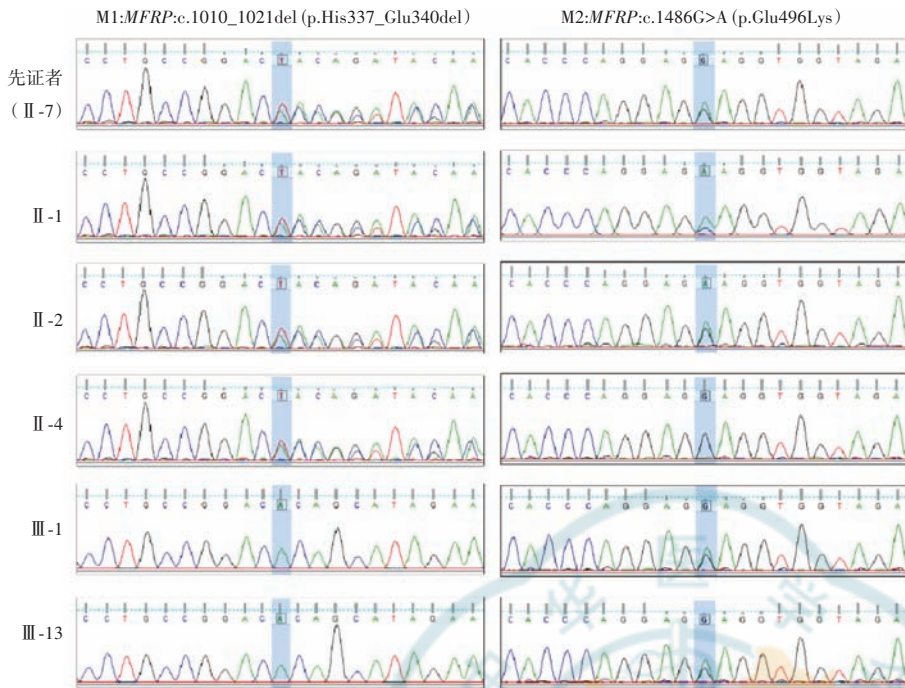 M1:MFRP:c.1010_1021del(p.His337_Glu340del)
M2:MFRP:c.1486G>A(p.Glu496Lys)
先证者
(Ⅱ-7)
C C T G C C G G A C T A C A G A T A C A A
C A C C C A G G A G G A G G T G G T A G A
Ⅱ-1
C C T G C C G G A C T A C A G A T A C A A
C A C C C A G G A G A A G G T G G T A G A
Ⅱ-2
C C T G C C G G A C T A C A G A T A C A A
C A C C C A G G A G A A G G T G G T A G A
Ⅱ-4
C C T G C C G G A C T A C A G A T A C A A
C A C C C A G G A G G A G G T G G T A G A
Ⅲ-1
C C T G C C G G A C A C A G C A T A G A A
C A C C C A G G A G G A G G T G G T A G A
Ⅲ-13
C C T G C C G G A C A C A G C A T A G A A
C A C C C A G G A G G A G G T G G T A G A